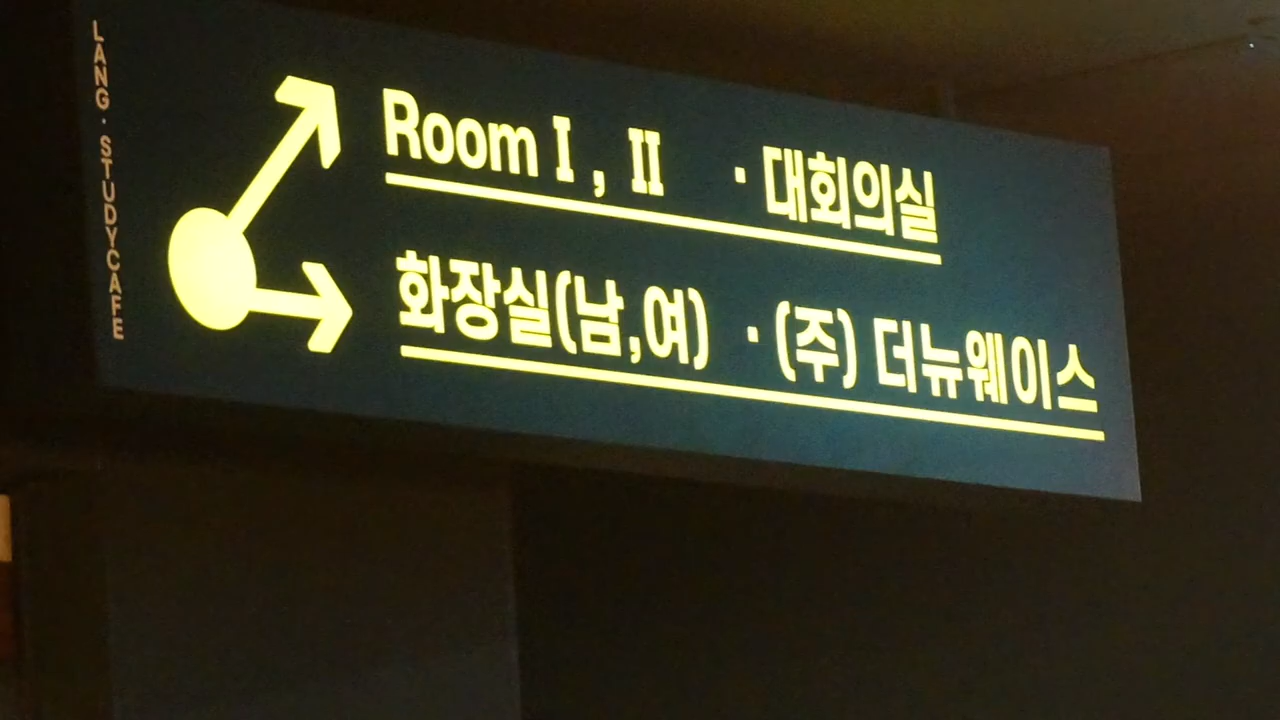 LANG · STUDYCAFE
Room Ⅰ, Ⅱ · 대회의실
화장실(남,여) · (주) 더뉴웨이스